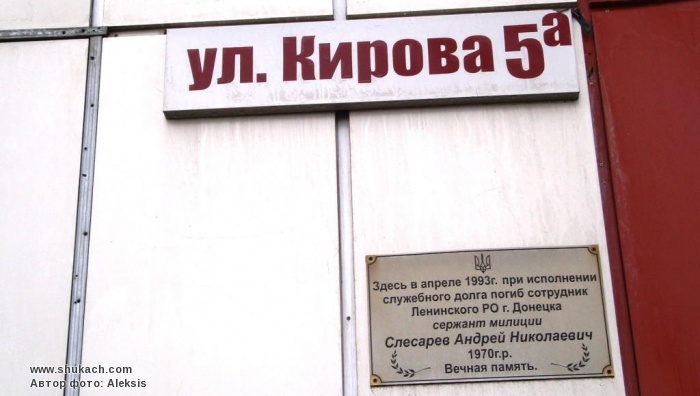 ул. Кирова 5а
Здесь в апреле 1993г. при исполнении
служебного долга погиб сотрудник
Ленинского РО г. Донецка
сержант милиции
Слесарев Андрей Николаевич
1970г.р.
Вечная память.
www.shukach.com
Автор фото: Aleksis